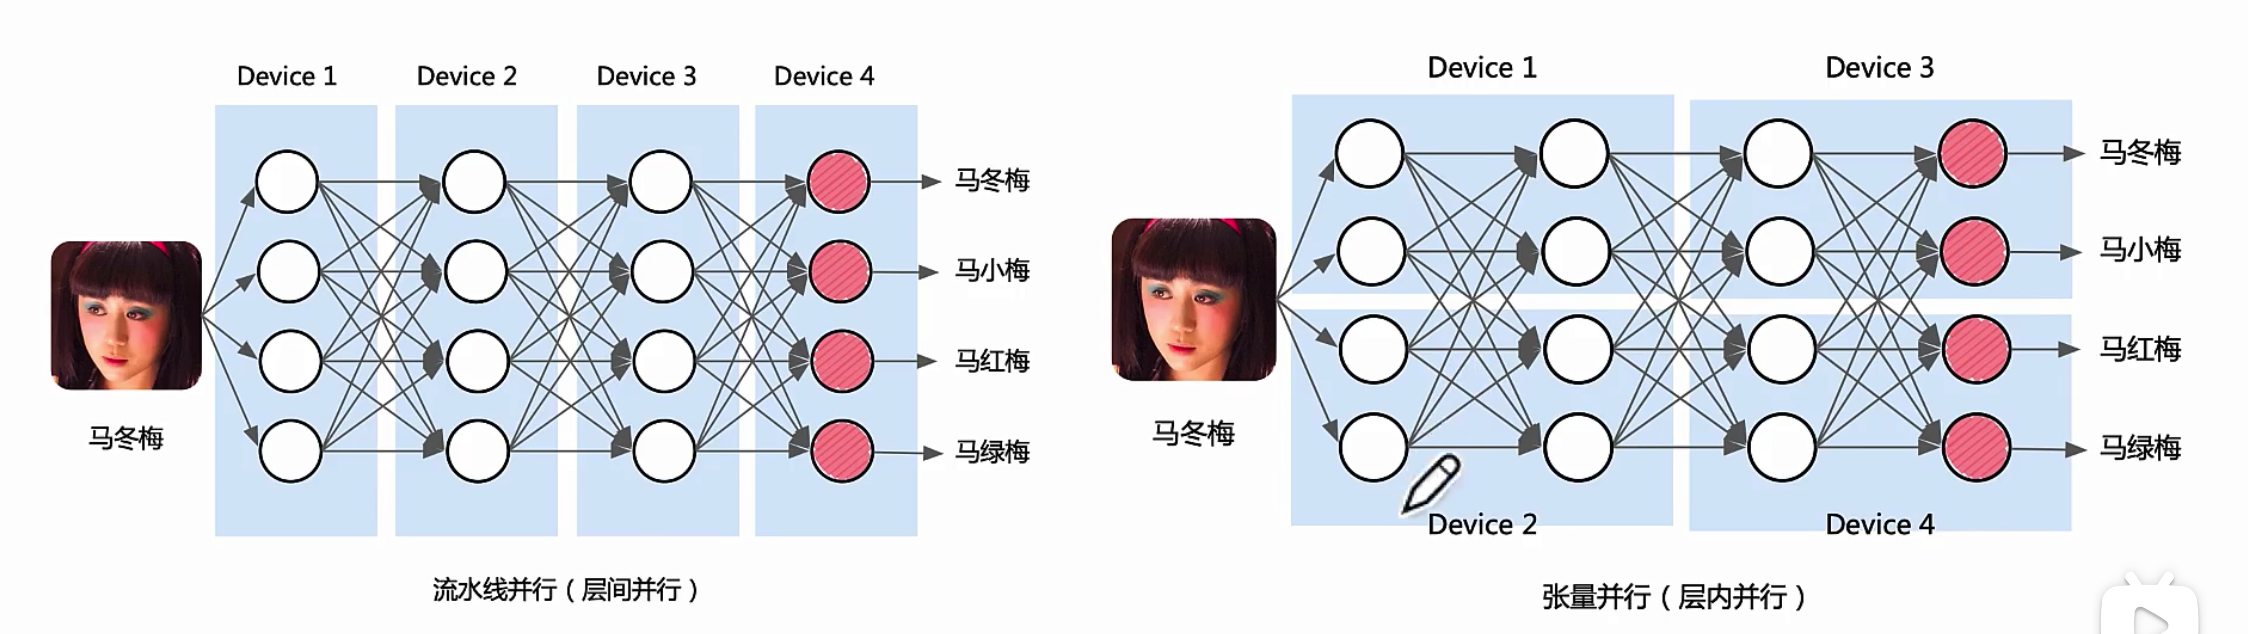 Device 1
Device 2
Device 3
Device 4
马冬梅
马小梅
马红梅
马绿梅
马冬梅
流水线并行（层间并行）
Device 1
Device 3
马冬梅
马小梅
马红梅
马绿梅
马冬梅
Device 2
Device 4
张量并行（层内并行）